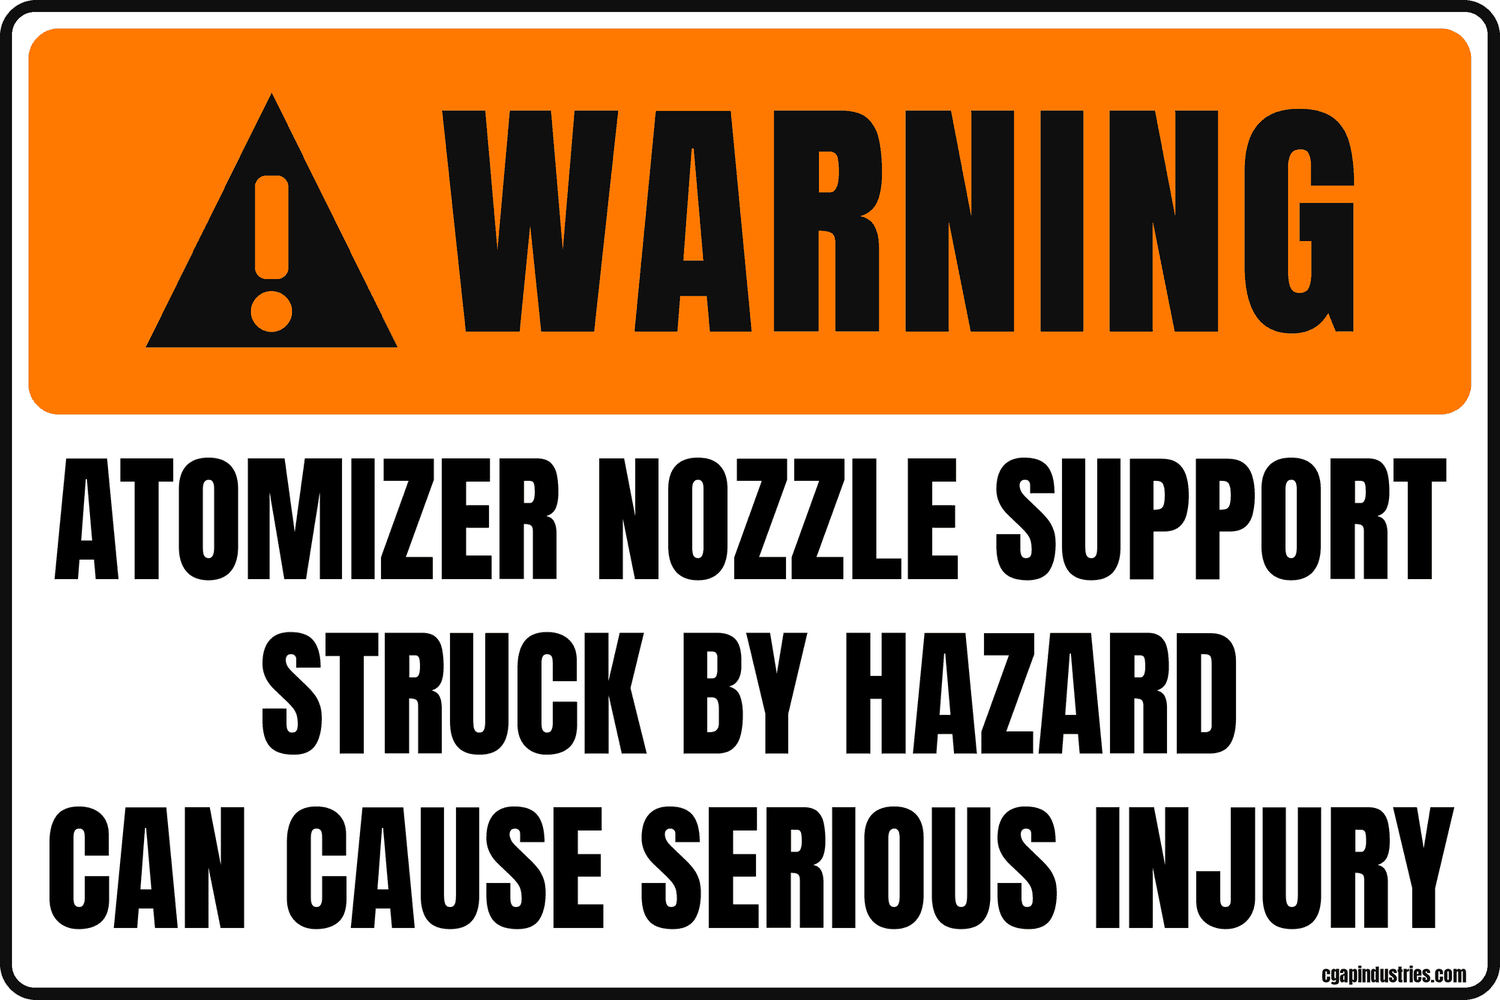 WARNING
ATOMIZER NOZZLE SUPPORT
STRUCK BY HAZARD
CAN CAUSE SERIOUS INJURY
cgapindustries.com